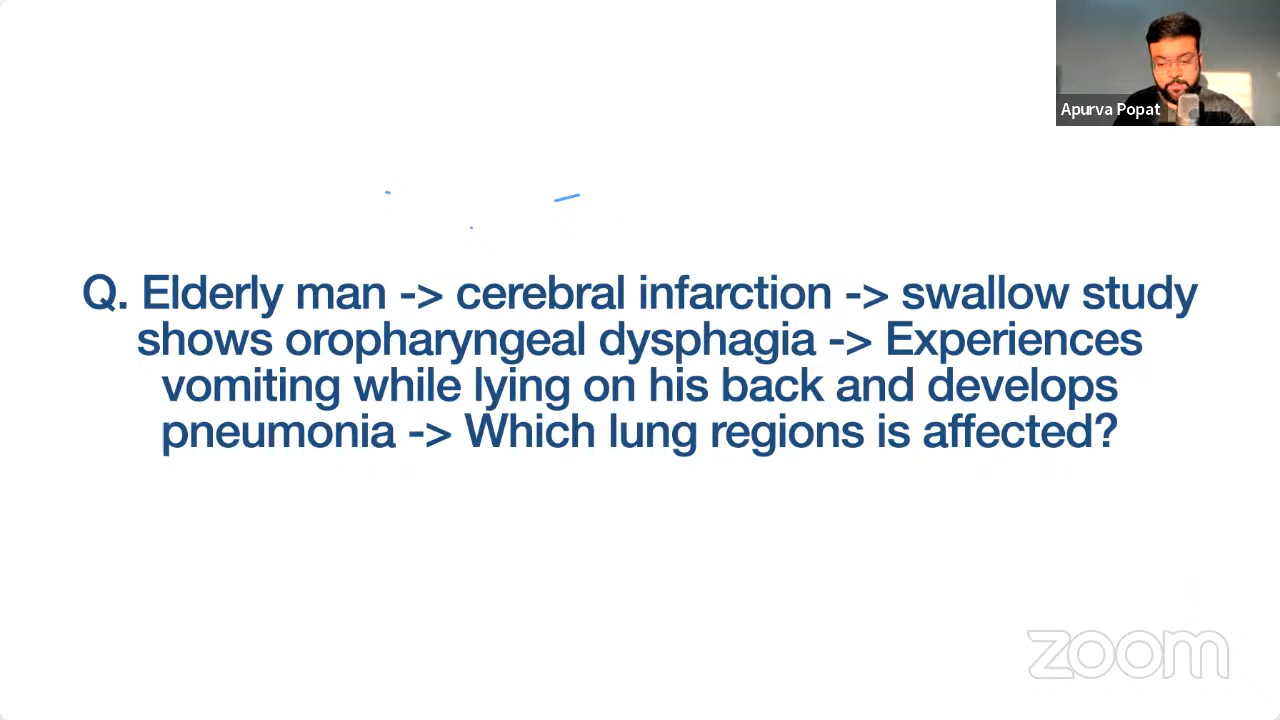 Apurva Popat
Q. Elderly man -> cerebral infarction -> swallow study
shows oropharyngeal dysphagia -> Experiences
vomiting while lying on his back and develops
pneumonia -> Which lung regions is affected?
zoom